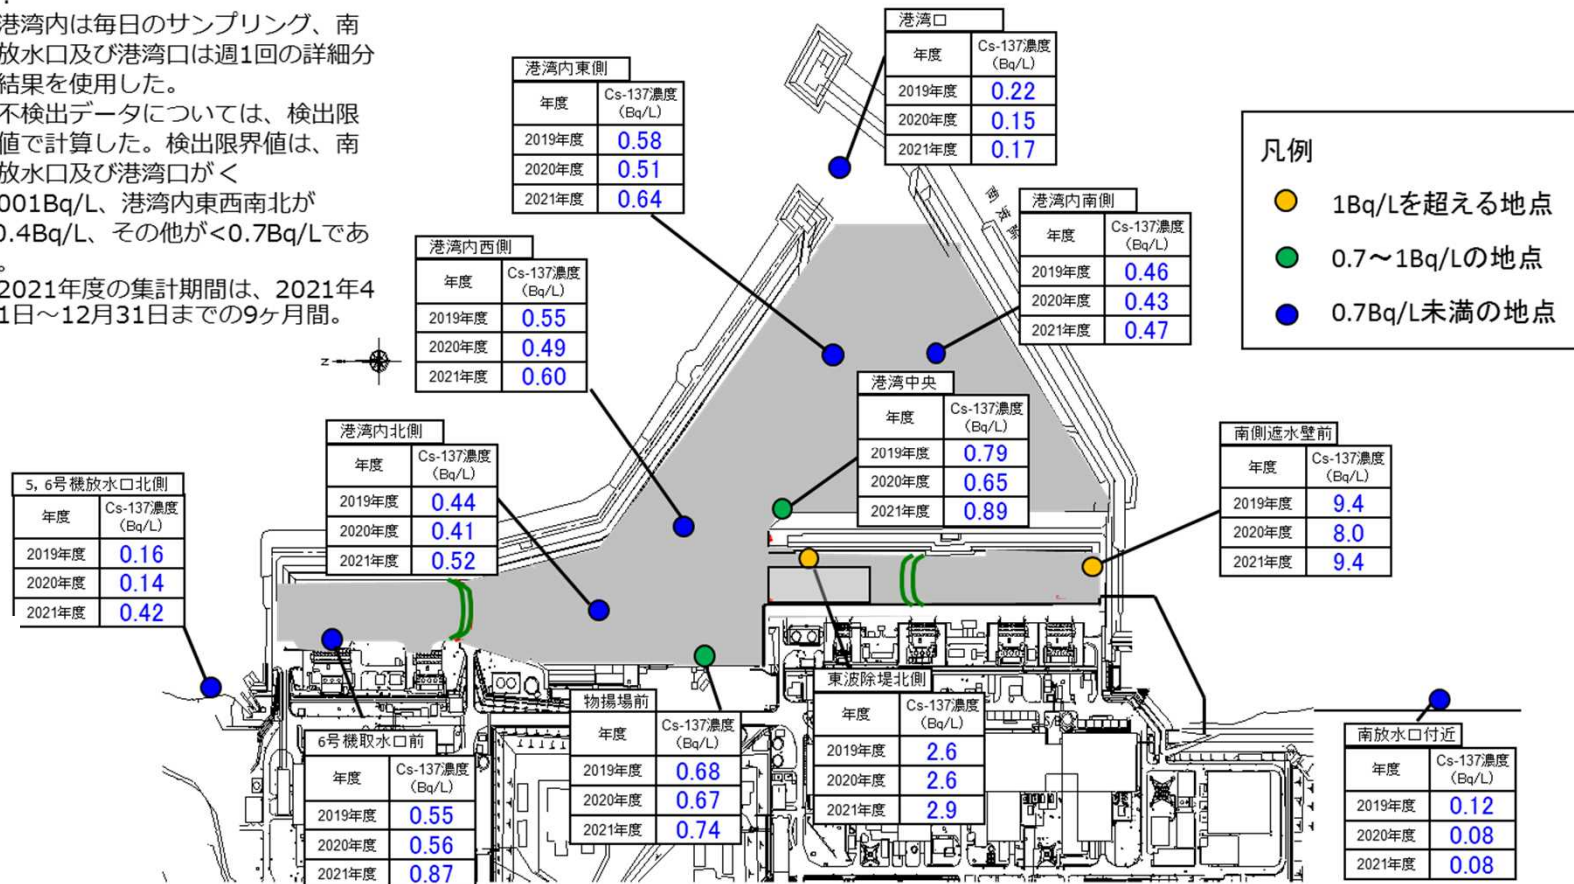 港湾内は毎日のサンプリング、南
放水口及び港湾口は週1回の詳細分
結果を使用した。
不検出データについては、検出限
値で計算した。検出限界値は、南
放水口及び港湾口がく
001Bq/L、港湾内東西南北が
0.4Bq/L、その他が<0.7Bq/Lであ
。
2021年度の集計期間は、2021年4
1日～12月31日までの9ヶ月間。
港湾口
年度 Cs-137濃度
(Bq/L)
2019年度 0.22
2020年度 0.15
2021年度 0.17
港湾内東側
年度 Cs-137濃度
(Bq/L)
2019年度 0.58
2020年度 0.51
2021年度 0.64
凡例
1Bq/Lを超える地点
0.7～1Bq/Lの地点
0.7Bq/L未満の地点
港湾内南側
年度 Cs-137濃度
(Bq/L)
2019年度 0.46
2020年度 0.43
2021年度 0.47
港湾内西側
年度 Cs-137濃度
(Bq/L)
2019年度 0.55
2020年度 0.49
2021年度 0.60
Z
港湾中央
年度 Cs-137濃度
(Bq/L)
2019年度 0.79
2020年度 0.65
2021年度 0.89
港湾内北側
年度 Cs-137濃度
(Bq/L)
2019年度 0.44
2020年度 0.41
2021年度 0.52
南側遮水壁前
年度 Cs-137濃度
(Bq/L)
2019年度 9.4
2020年度 8.0
2021年度 9.4
5，6号機放水口北側
年度 Cs-137濃度
(Bq/L)
2019年度 0.16
2020年度 0.14
2021年度 0.42
東波除堤北側
年度 Cs-137濃度
(Bq/L)
2019年度 2.6
2020年度 2.6
2021年度 2.9
物揚場前
年度 Cs-137濃度
(Bq/L)
2019年度 0.68
2020年度 0.67
2021年度 0.74
6号機取水口前
年度 Cs-137濃度
(Bq/L)
2019年度 0.55
2020年度 0.56
2021年度 0.87
南放水口付近
年度 Cs-137濃度
(Bq/L)
2019年度 0.12
2020年度 0.08
2021年度 0.08